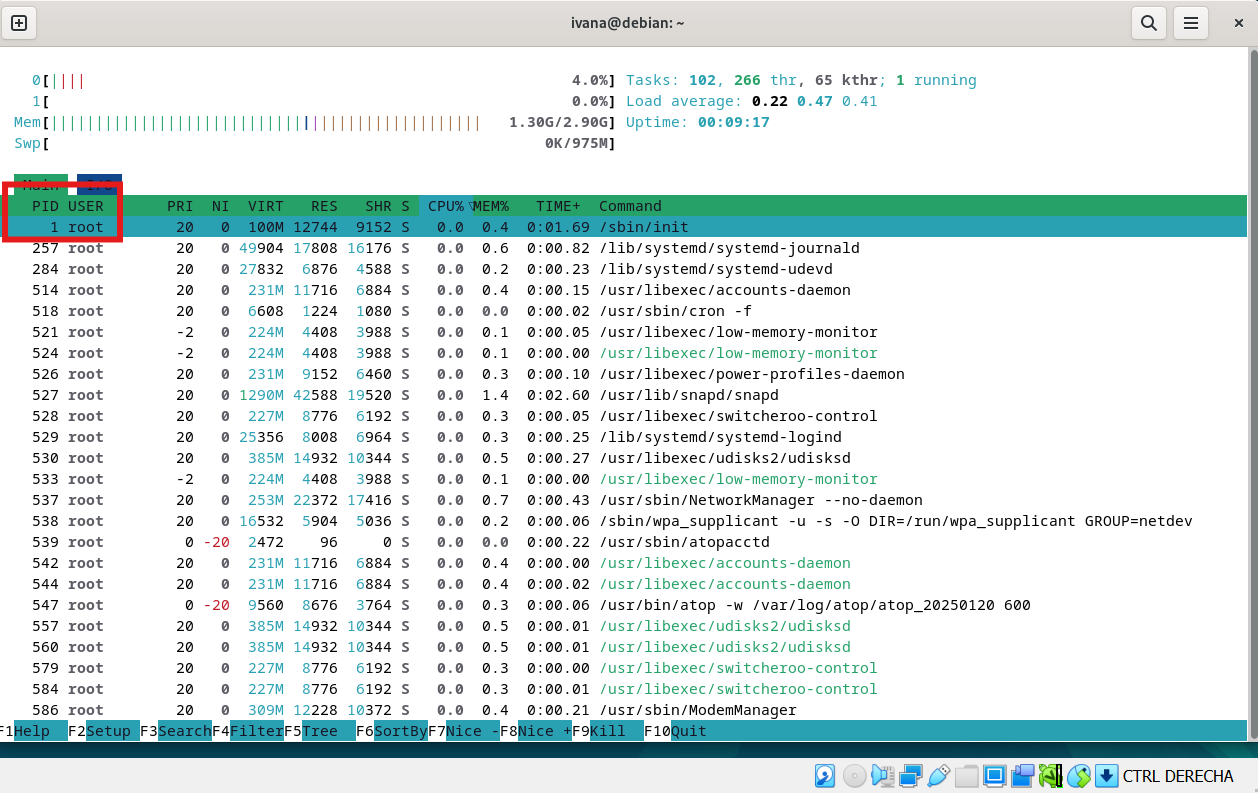 ivana@debian: ~
0[|||| 4.0%] Tasks: 102, 266 thr, 65 kthr; 1 running
1[ 0.0%] Load average: 0.22 0.47 0.41
Mem[|||||||||||||||||||||||||||||||||||||||||||||||| 1.30G/2.90G] Uptime: 00:09:17
Swp[ 0K/975M]
Main I/O
PID USER PRI NI VIRT RES SHR S CPU%▽MEM% TIME+ Command
1 root 20 0 100M 12744 9152 S 0.0 0.4 0:01.69 /sbin/init
257 root 20 0 49904 17808 16176 S 0.0 0.6 0:00.82 /lib/systemd/systemd-journald
284 root 20 0 27832 6876 4588 S 0.0 0.2 0:00.23 /lib/systemd/systemd-udevd
514 root 20 0 231M 11716 6884 S 0.0 0.4 0:00.15 /usr/libexec/accounts-daemon
518 root 20 0 6608 1224 1080 S 0.0 0.0 0:00.02 /usr/sbin/cron -f
521 root -2 0 224M 4408 3988 S 0.0 0.1 0:00.05 /usr/libexec/low-memory-monitor
524 root -2 0 224M 4408 3988 S 0.0 0.1 0:00.00 /usr/libexec/low-memory-monitor
526 root 20 0 231M 9152 6460 S 0.0 0.3 0:00.10 /usr/libexec/power-profiles-daemon
527 root 20 0 1290M 42588 19520 S 0.0 1.4 0:02.60 /usr/lib/snapd/snapd
528 root 20 0 227M 8776 6192 S 0.0 0.3 0:00.05 /usr/libexec/switcheroo-control
529 root 20 0 25356 8008 6964 S 0.0 0.3 0:00.25 /lib/systemd/systemd-logind
530 root 20 0 385M 14932 10344 S 0.0 0.5 0:00.27 /usr/libexec/udisks2/udisksd
533 root -2 0 224M 4408 3988 S 0.0 0.1 0:00.00 /usr/libexec/low-memory-monitor
537 root 20 0 253M 22372 17416 S 0.0 0.7 0:00.43 /usr/sbin/NetworkManager --no-daemon
538 root 20 0 16532 5904 5036 S 0.0 0.2 0:00.06 /sbin/wpa_supplicant -u -s -O DIR=/run/wpa_supplicant GROUP=netdev
539 root 0 -20 2472 96 0 S 0.0 0.0 0:00.22 /usr/sbin/atopacctd
542 root 20 0 231M 11716 6884 S 0.0 0.4 0:00.00 /usr/libexec/accounts-daemon
544 root 20 0 231M 11716 6884 S 0.0 0.4 0:00.02 /usr/libexec/accounts-daemon
547 root 0 -20 9560 8676 3764 S 0.0 0.3 0:00.06 /usr/bin/atop -w /var/log/atop/atop_20250120 600
557 root 20 0 385M 14932 10344 S 0.0 0.5 0:00.01 /usr/libexec/udisks2/udisksd
560 root 20 0 385M 14932 10344 S 0.0 0.5 0:00.01 /usr/libexec/udisks2/udisksd
579 root 20 0 227M 8776 6192 S 0.0 0.3 0:00.00 /usr/libexec/switcheroo-control
584 root 20 0 227M 8776 6192 S 0.0 0.3 0:00.01 /usr/libexec/switcheroo-control
586 root 20 0 309M 12228 10372 S 0.0 0.4 0:00.21 /usr/sbin/ModemManager
F1Help F2Setup F3SearchF4FilterF5Tree F6SortByF7Nice -F8Nice +F9Kill F10Quit
CTRL DERECHA